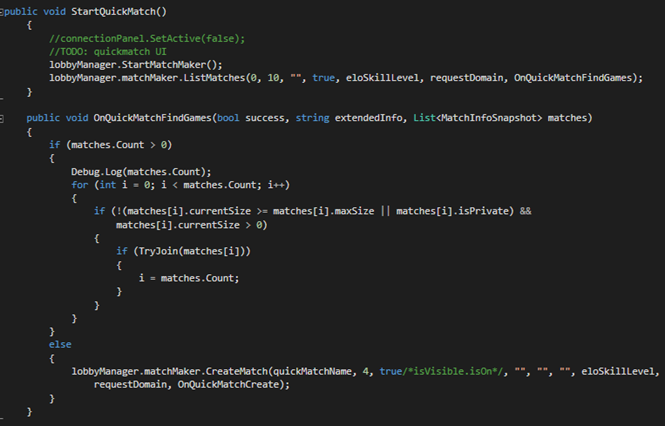 public void StartQuickMatch()
{
//connectionPanel.SetActive(false);
//TODO: quickmatch UI
lobbyManager.StartMatchMaker();
lobbyManager.matchMaker.ListMatches(0, 10, "", true, eloSkillLevel, requestDomain, OnQuickMatchFindGames);
}
public void OnQuickMatchFindGames(bool success, string extendedInfo, List<MatchInfoSnapshot> matches)
{
if (matches.Count > 0)
{
Debug.Log(matches.Count);
for (int i = 0; i < matches.Count; i++)
{
if (!(matches[i].currentSize >= matches[i].maxSize || matches[i].isPrivate) &&
matches[i].currentSize > 0)
{
if (TryJoin(matches[i]))
{
i = matches.Count;
}
}
}
}
else
{
lobbyManager.matchMaker.CreateMatch(quickMatchName, 4, true/*isVisible.isOn*/, "", "", "", eloSkillLevel,
requestDomain, OnQuickMatchCreate);
}
}